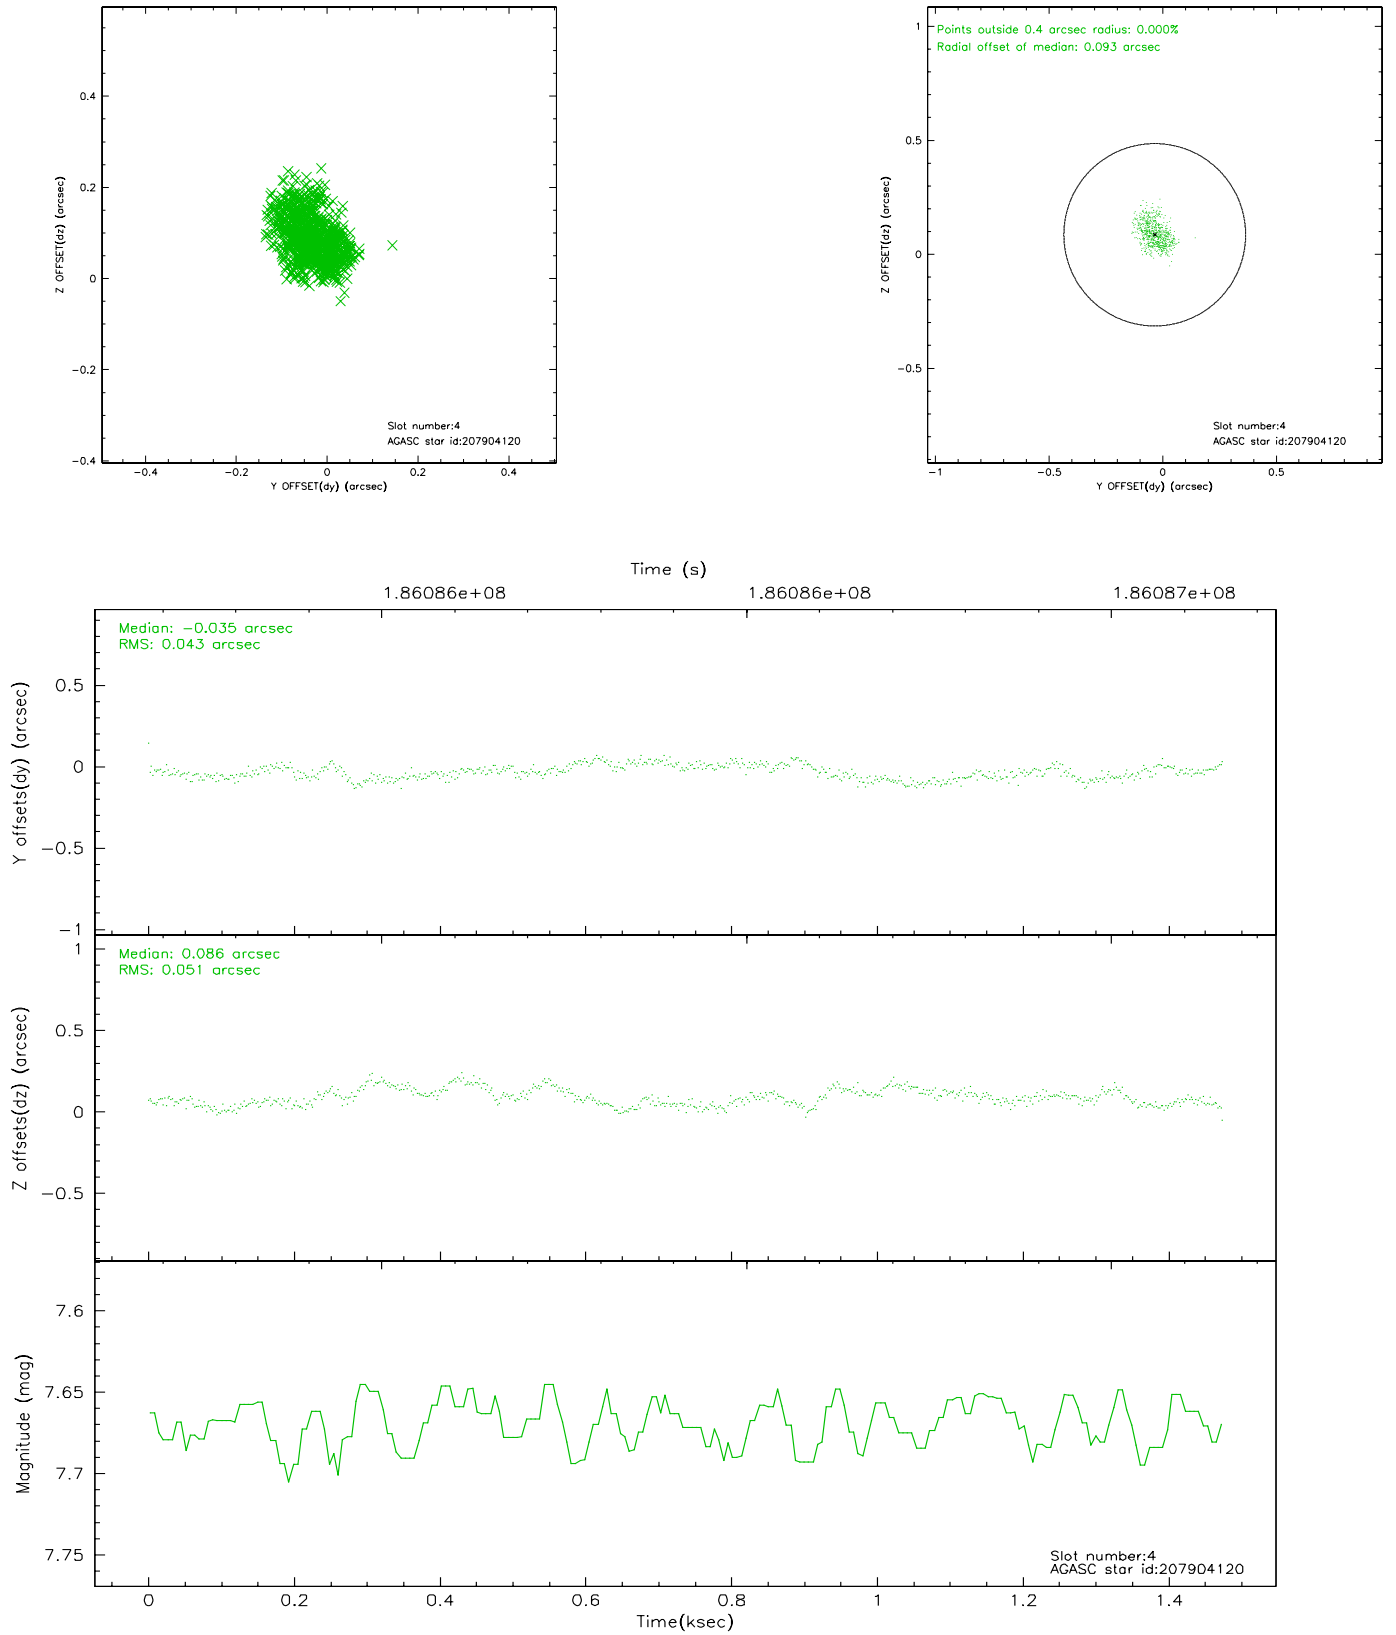 0.4
0.2
0
−0.2
−0.4
Z OFFSET(dz) (arcsec)
Slot number:4
AGASC star id:207904120
−0.4 −0.2 0 0.2 0.4
Y OFFSET(dy) (arcsec)
Points outside 0.4 arcsec radius: 0.000%
Radial offset of median: 0.093 arcsec
1
0.5
0
−0.5
Z OFFSET(dz) (arcsec)
Slot number:4
AGASC star id:207904120
−1 −0.5 0 0.5
Y OFFSET(dy) (arcsec)
Time (s)
1.86086e+08 1.86086e+08 1.86087e+08
Median: −0.035 arcsec
RMS: 0.043 arcsec
0.5
0
−0.5
−1
Y offsets(dy) (arcsec)
Median: 0.086 arcsec
RMS: 0.051 arcsec
1
0.5
0
−0.5
Z offsets(dz) (arcsec)
7.6
7.65
7.7
7.75
Magnitude (mag)
Slot number:4
AGASC star id:207904120
0 0.2 0.4 0.6 0.8 1 1.2 1.4
Time(ksec)